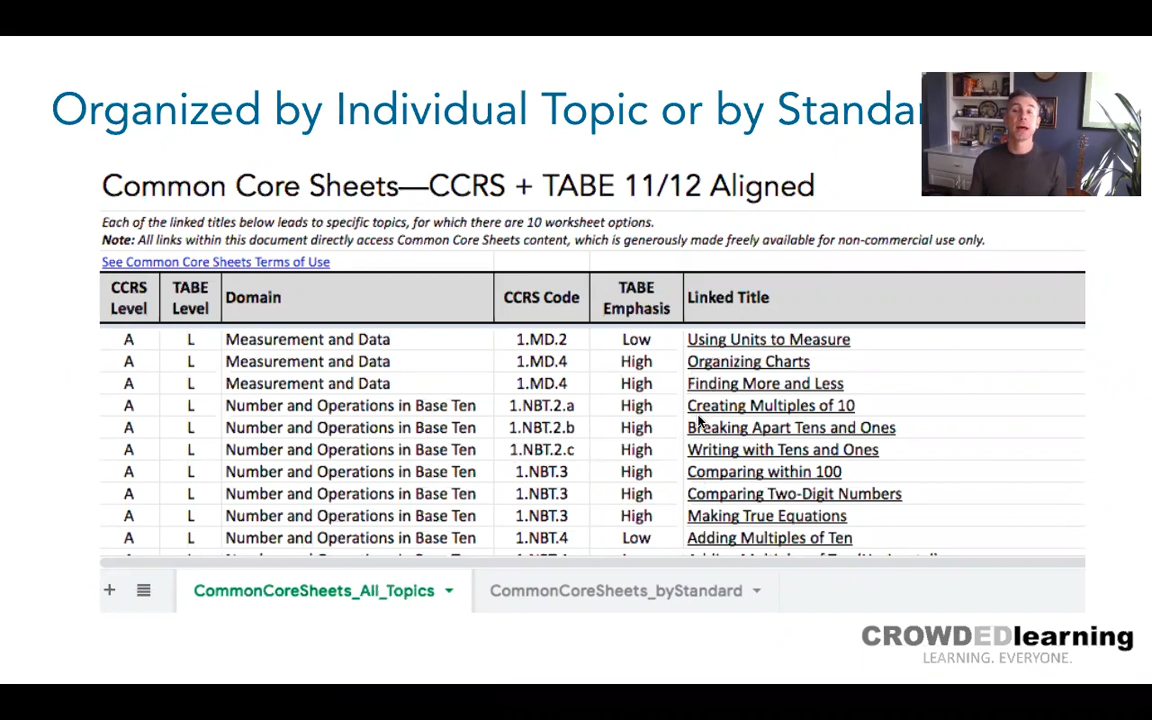 Organized by Individual Topic or by Standar
Common Core Sheets—CCRS + TABE 11/12 Aligned
Each of the linked titles below leads to specific topics, for which there are 10 worksheet options.
Note: All links within this document directly access Common Core Sheets content, which is generously made freely available for non-commercial use only.
See Common Core Sheets Terms of Use
CCRS Level TABE Level Domain CCRS Code TABE Emphasis Linked Title
A L Measurement and Data 1.MD.2 Low Using Units to Measure
A L Measurement and Data 1.MD.4 High Organizing Charts
A L Measurement and Data 1.MD.4 High Finding More and Less
A L Number and Operations in Base Ten 1.NBT.2.a High Creating Multiples of 10
A L Number and Operations in Base Ten 1.NBT.2.b High Breaking Apart Tens and Ones
A L Number and Operations in Base Ten 1.NBT.2.c High Writing with Tens and Ones
A L Number and Operations in Base Ten 1.NBT.3 High Comparing within 100
A L Number and Operations in Base Ten 1.NBT.3 High Comparing Two-Digit Numbers
A L Number and Operations in Base Ten 1.NBT.3 High Making True Equations
A L Number and Operations in Base Ten 1.NBT.4 Low Adding Multiples of Ten
CommonCoreSheets_All_Topics CommonCoreSheets_byStandard
CROWDEDlearning
LEARNING. EVERYONE.